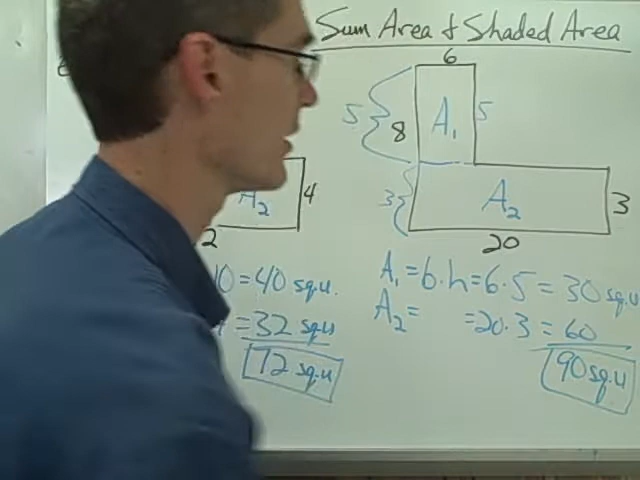 Sum Area & Shaded Area
6
5
8
A₁
5
3
A₂
3
20
A₂
4
2
10 = 40 sq.u.
= 32 sq.u
72 sq.u
A₁ = b.h = 6.5 = 30 sq.u
A₂ = = 20.3 = 60
90 sq.u